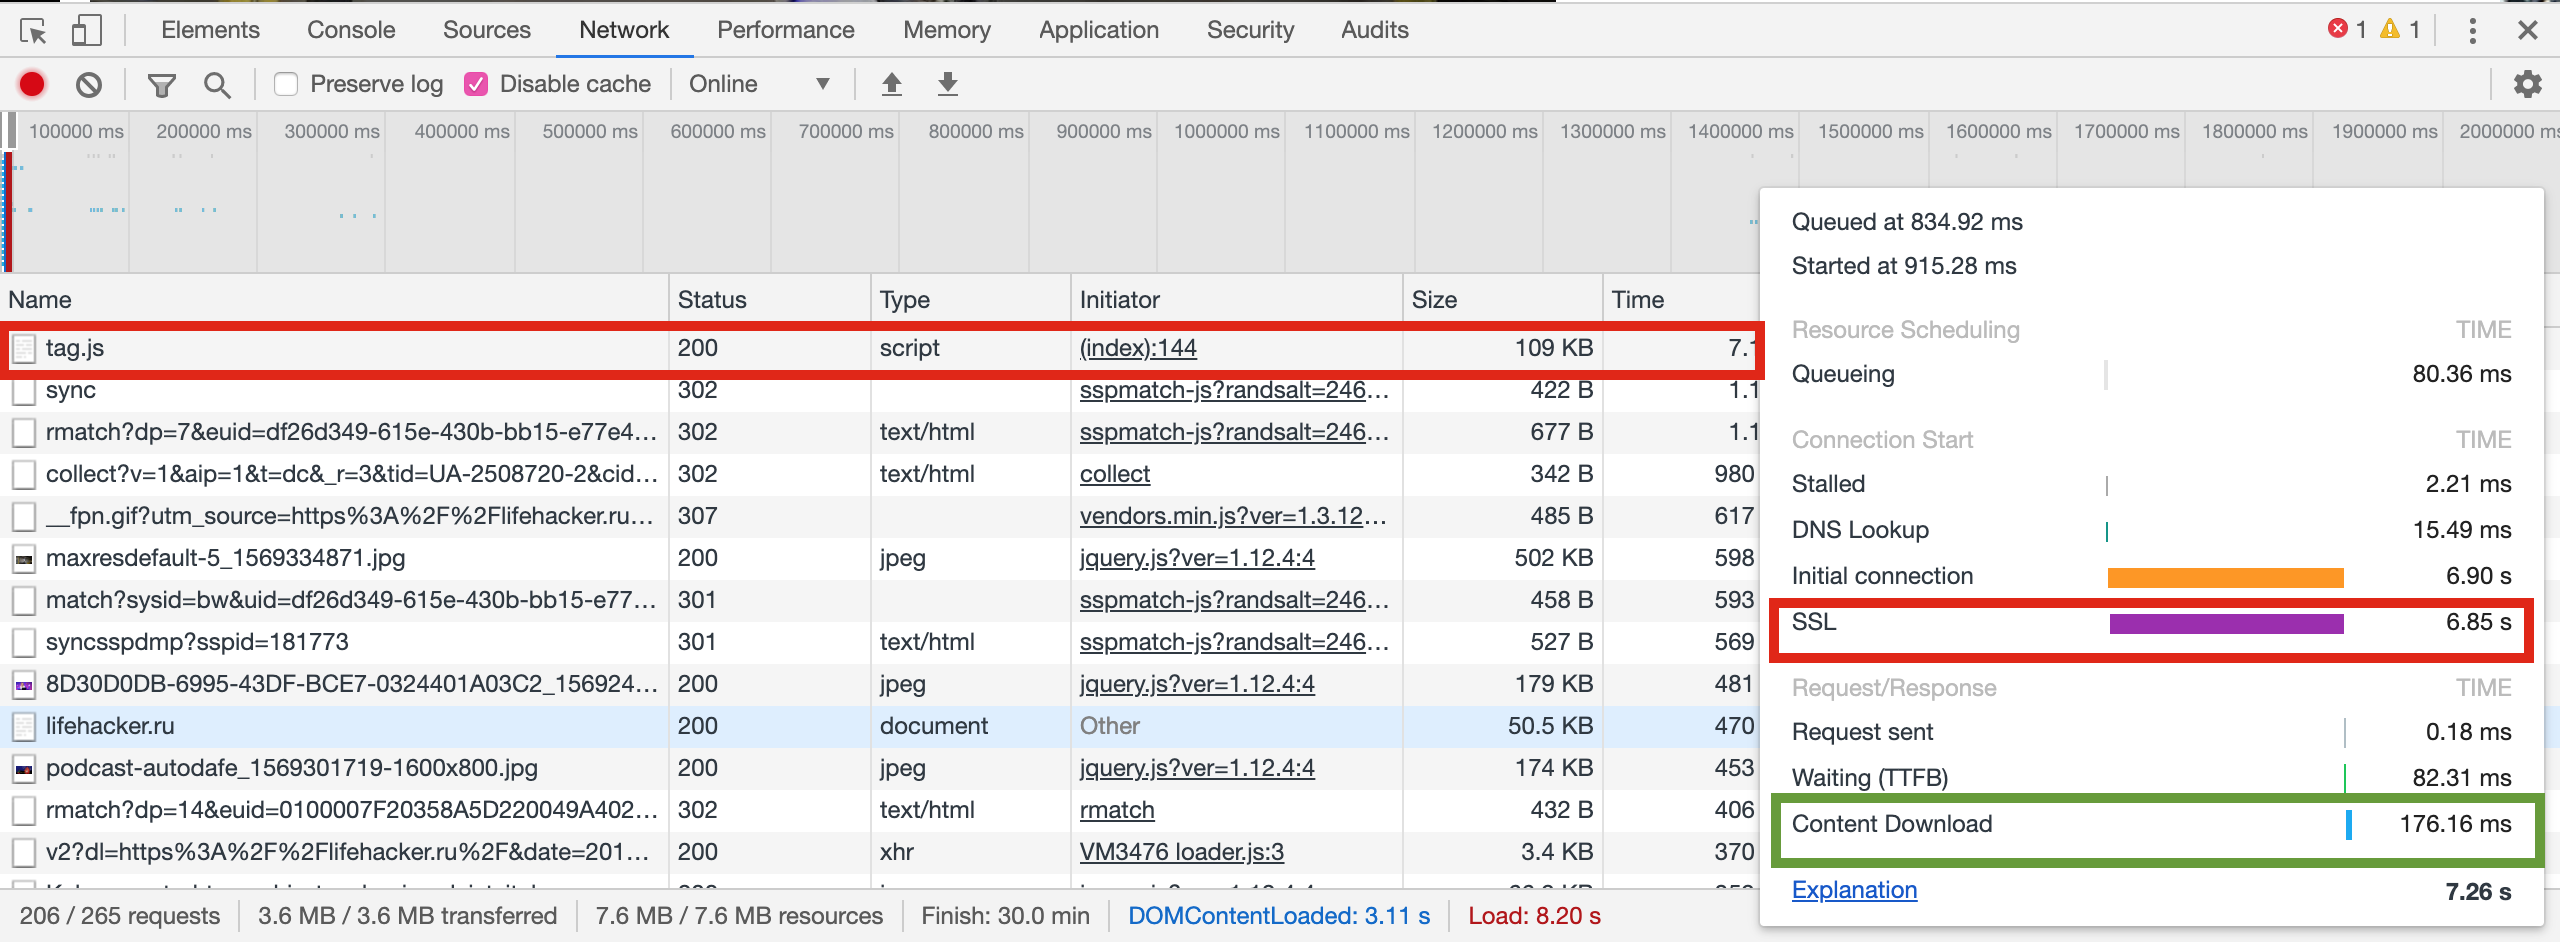 Elements Console Sources Network Performance Memory Application Security Audits 1 1
Preserve log Disable cache Online
100000 ms 200000 ms 300000 ms 400000 ms 500000 ms 600000 ms 700000 ms 800000 ms 900000 ms 1000000 ms 1100000 ms 1200000 ms 1300000 ms 1400000 ms 1500000 ms 1600000 ms 1700000 ms 1800000 ms 1900000 ms 2000000 ms
Name Status Type Initiator Size Time
tag.js 200 script (index):144 109 KB 7.1
sync 302 sspmatch-js?randsalt=246... 422 B 1.1
rmatch?dp=7&euid=df26d349-615e-430b-bb15-e77e4... 302 text/html sspmatch-js?randsalt=246... 677 B 1.1
collect?v=1&aip=1&t=dc&_r=3&tid=UA-2508720-2&cid... 302 text/html collect 342 B 980
__fpn.gif?utm_source=https%3A%2F%2Flifehacker.ru... 307 vendors.min.js?ver=1.3.12... 485 B 617
maxresdefault-5_1569334871.jpg 200 jpeg jquery.js?ver=1.12.4:4 502 KB 598
match?sysid=bw&uid=df26d349-615e-430b-bb15-e77... 301 sspmatch-js?randsalt=246... 458 B 593
syncsspdmp?sspid=181773 301 text/html sspmatch-js?randsalt=246... 527 B 569
8D30D0DB-6995-43DF-BCE7-0324401A03C2_156924... 200 jpeg jquery.js?ver=1.12.4:4 179 KB 481
lifehacker.ru 200 document Other 50.5 KB 470
podcast-autodafe_1569301719-1600x800.jpg 200 jpeg jquery.js?ver=1.12.4:4 174 KB 453
rmatch?dp=14&euid=0100007F20358A5D220049A402... 302 text/html rmatch 432 B 406
v2?dl=https%3A%2F%2Flifehacker.ru%2F&date=201... 200 xhr VM3476 loader.js:3 3.4 KB 370
206 / 265 requests 3.6 MB / 3.6 MB transferred 7.6 MB / 7.6 MB resources Finish: 30.0 min DOMContentLoaded: 3.11 s Load: 8.20 s
Queued at 834.92 ms
Started at 915.28 ms
Resource Scheduling TIME
Queueing 80.36 ms
Connection Start TIME
Stalled 2.21 ms
DNS Lookup 15.49 ms
Initial connection 6.90 s
SSL 6.85 s
Request/Response TIME
Request sent 0.18 ms
Waiting (TTFB) 82.31 ms
Content Download 176.16 ms
Explanation 7.26 s